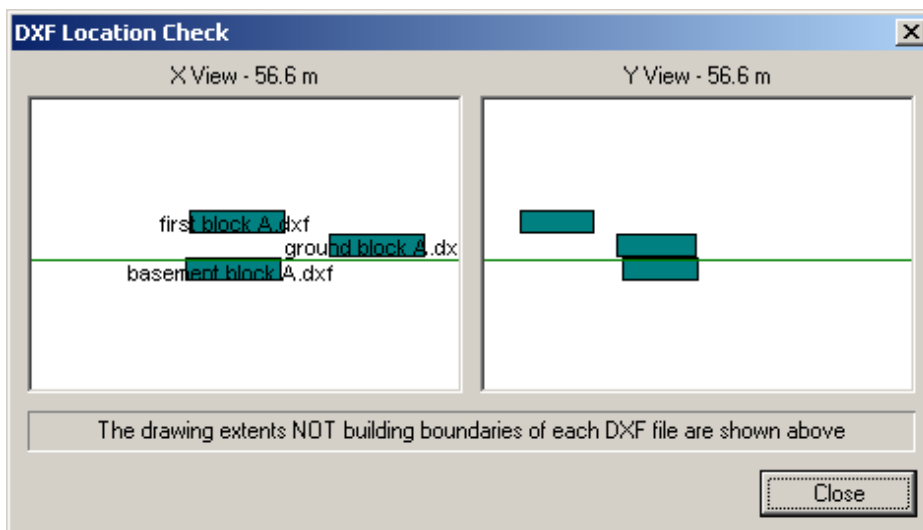 DXF Location Check
X View - 56.6 m
Y View - 56.6 m
first block A.dxf
ground block A.dx
basement block A.dxf
The drawing extents NOT building boundaries of each DXF file are shown above
Close